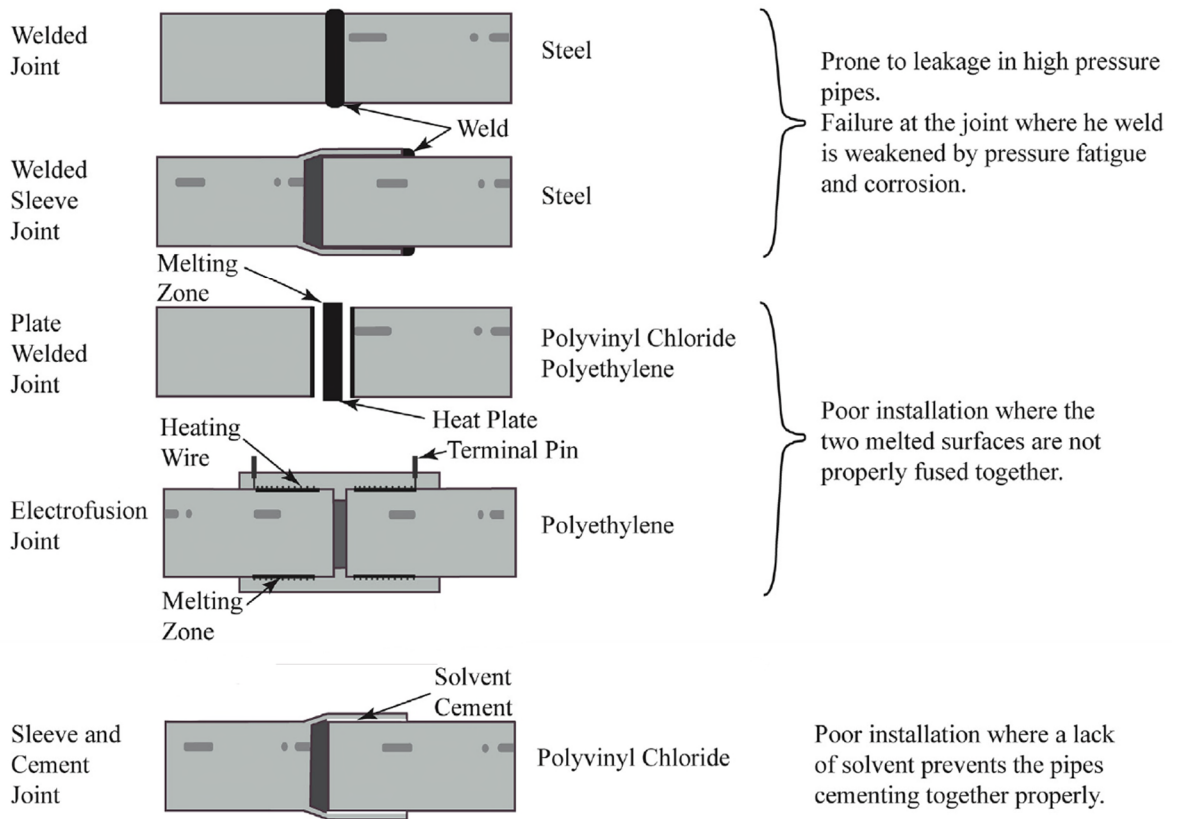 Welded
Joint
Steel
Weld
Prone to leakage in high pressure
pipes.
Failure at the joint where he weld
is weakened by pressure fatigue
and corrosion.
Welded
Sleeve
Joint
Steel
Melting
Zone
Plate
Welded
Joint
Polyvinyl Chloride
Polyethylene
Heat Plate
Heating
Wire
Terminal Pin
Poor installation where the
two melted surfaces are not
properly fused together.
Electrofusion
Joint
Polyethylene
Melting
Zone
Solvent
Cement
Sleeve and
Cement
Joint
Polyvinyl Chloride
Poor installation where a lack
of solvent prevents the pipes
cementing together properly.